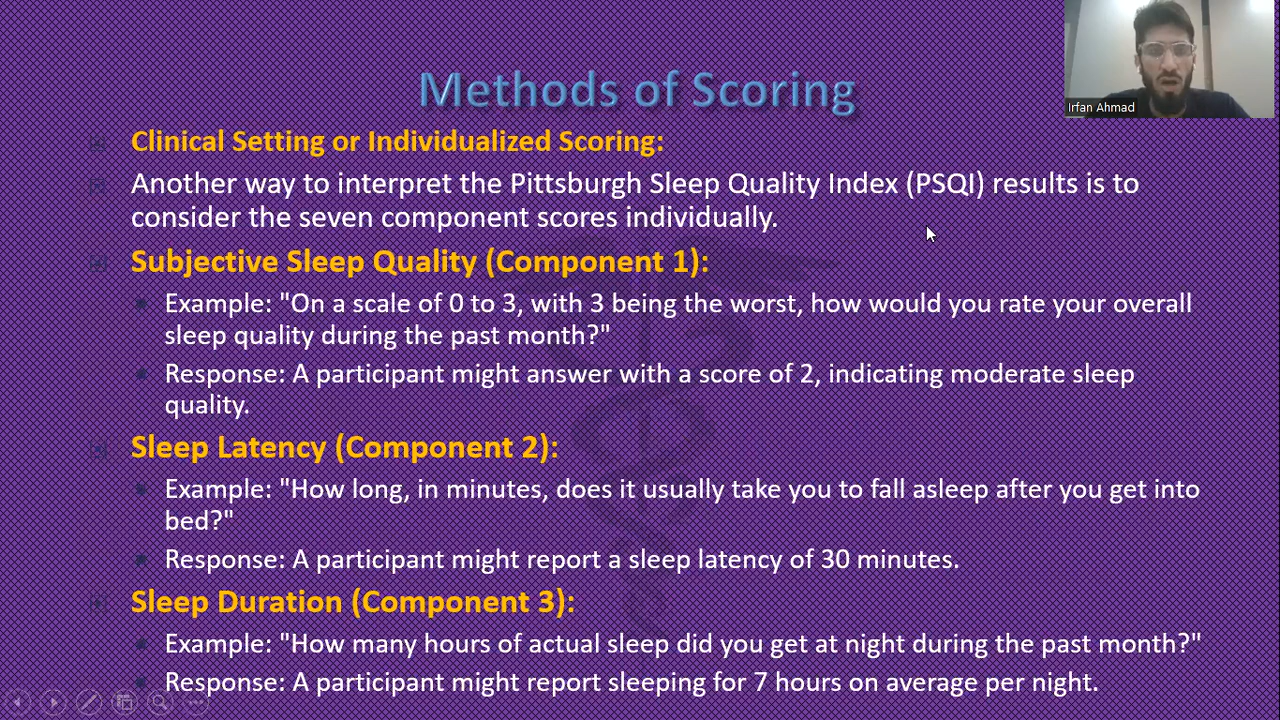 Irfan Ahmad
Methods of Scoring
Clinical Setting or Individualized Scoring:
Another way to interpret the Pittsburgh Sleep Quality Index (PSQI) results is to
consider the seven component scores individually.
Subjective Sleep Quality (Component 1):
Example: "On a scale of 0 to 3, with 3 being the worst, how would you rate your overall
sleep quality during the past month?"
Response: A participant might answer with a score of 2, indicating moderate sleep
quality.
Sleep Latency (Component 2):
Example: "How long, in minutes, does it usually take you to fall asleep after you get into
bed?"
Response: A participant might report a sleep latency of 30 minutes.
Sleep Duration (Component 3):
Example: "How many hours of actual sleep did you get at night during the past month?"
Response: A participant might report sleeping for 7 hours on average per night.